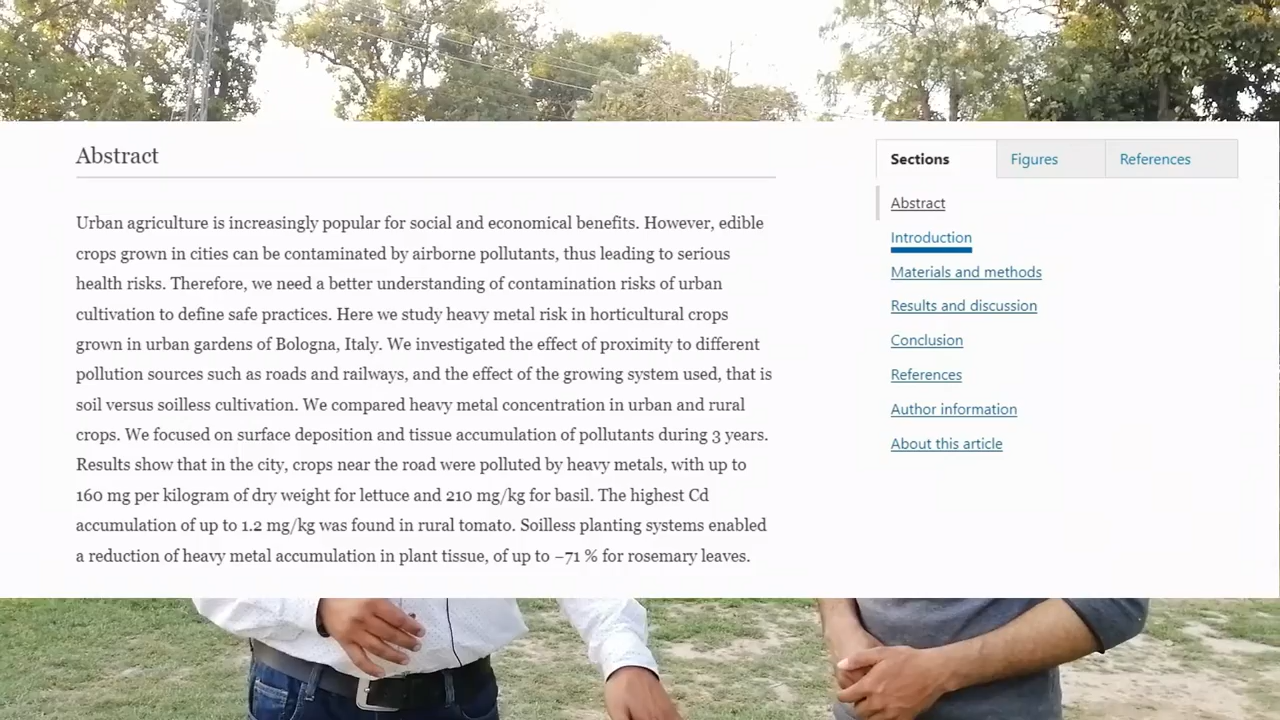 Abstract
Urban agriculture is increasingly popular for social and economical benefits. However, edible
crops grown in cities can be contaminated by airborne pollutants, thus leading to serious
health risks. Therefore, we need a better understanding of contamination risks of urban
cultivation to define safe practices. Here we study heavy metal risk in horticultural crops
grown in urban gardens of Bologna, Italy. We investigated the effect of proximity to different
pollution sources such as roads and railways, and the effect of the growing system used, that is
soil versus soilless cultivation. We compared heavy metal concentration in urban and rural
crops. We focused on surface deposition and tissue accumulation of pollutants during 3 years.
Results show that in the city, crops near the road were polluted by heavy metals, with up to
160 mg per kilogram of dry weight for lettuce and 210 mg/kg for basil. The highest Cd
accumulation of up to 1.2 mg/kg was found in rural tomato. Soilless planting systems enabled
a reduction of heavy metal accumulation in plant tissue, of up to −71 % for rosemary leaves.
Sections
Figures
References
Abstract
Introduction
Materials and methods
Results and discussion
Conclusion
References
Author information
About this article